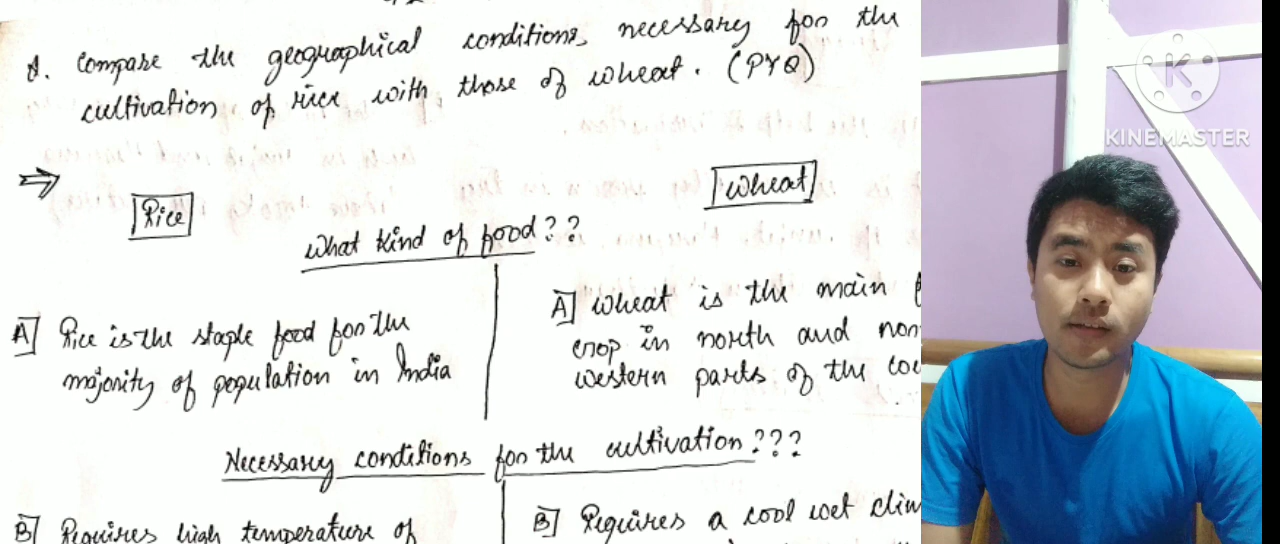 Q. Compare the geographical conditions, necessary for the
cultivation of rice with those of wheat. (PYQ)
Rice
Wheat
What kind of food??
A] Rice is the staple food for the
majority of population in India
A] Wheat is the main
crop in north and
western parts of the
Necessary conditions for the cultivation???
B] Requires high temperature of
B] Requires a cool wet
K
KINEMASTER